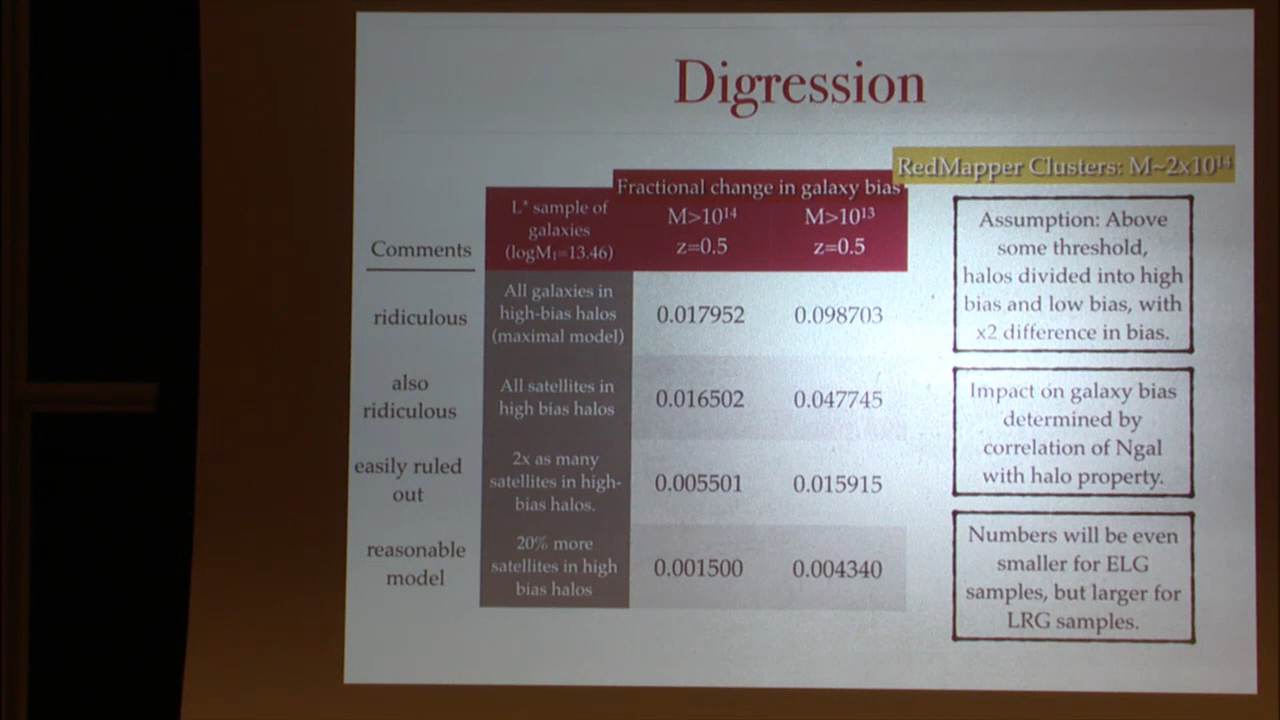 Digression
RedMapper Clusters: M~2x10¹⁴
Fractional change in galaxy bias
Comments
L* sample of
galaxies
(logM₁=13.46)
M>10¹⁴
z=0.5
M>10¹³
z=0.5
ridiculous
All galaxies in
high-bias halos
(maximal model)
0.017952
0.098703
also
ridiculous
All satellites in
high bias halos
0.016502
0.047745
easily ruled
out
2x as many
satellites in high-
bias halos.
0.005501
0.015915
reasonable
model
20% more
satellites in high
bias halos
0.001500
0.004340
Assumption: Above
some threshold,
halos divided into high
bias and low bias, with
x2 difference in bias.
Impact on galaxy bias
determined by
correlation of Ngal
with halo property.
Numbers will be even
smaller for ELG
samples, but larger for
LRG samples.